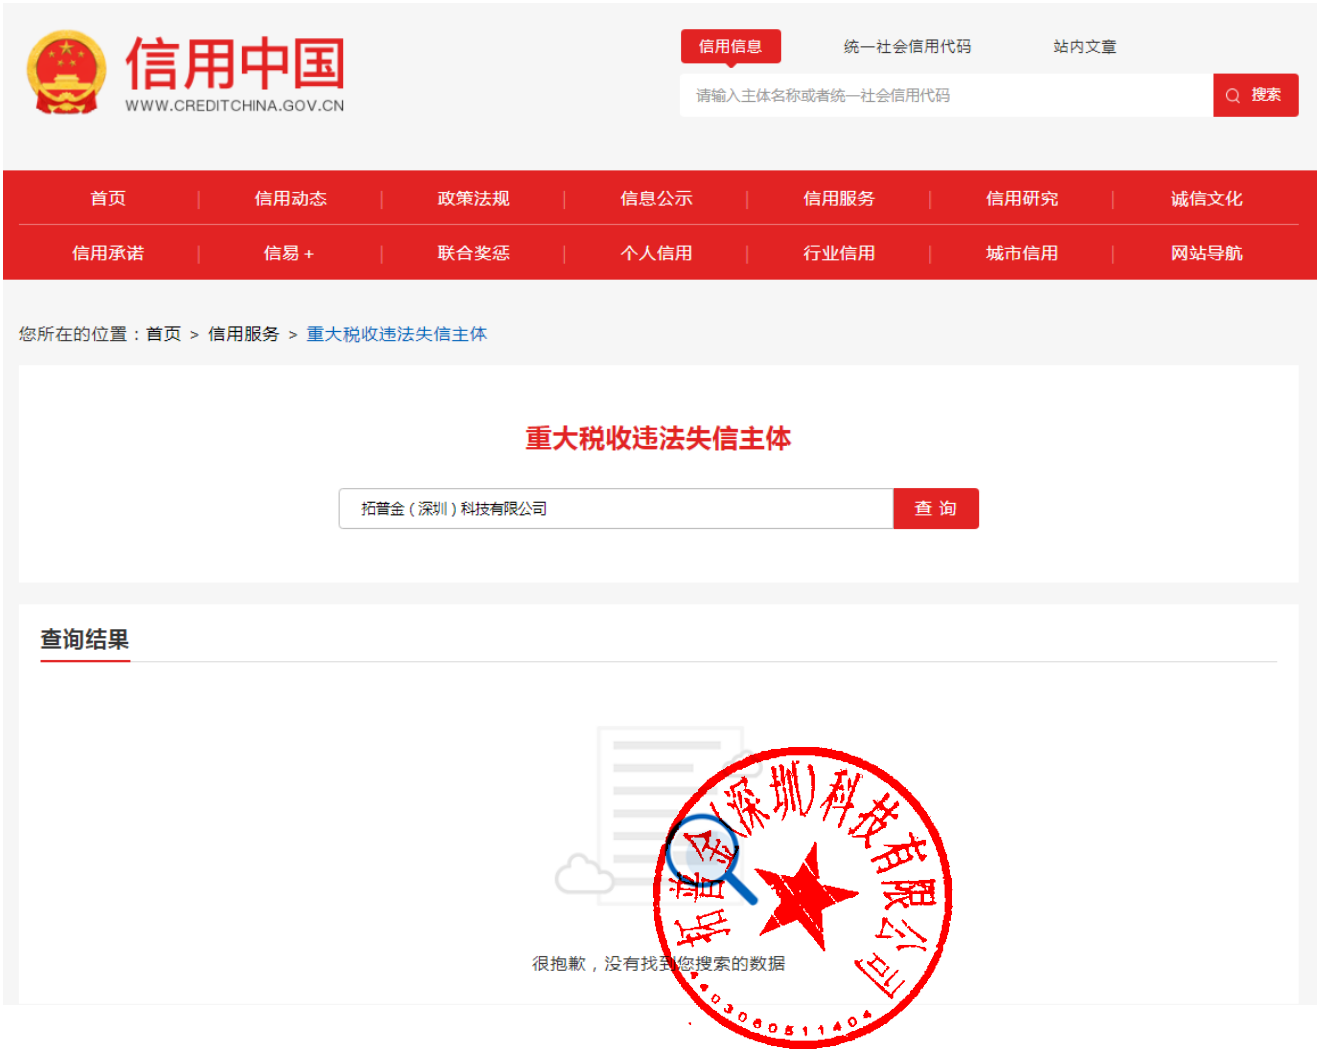 信用中国
WWW.CREDITCHINA.GOV.CN
信用信息 统一社会信用代码 站内文章
请输入主体名称或者统一社会信用代码 搜索
首页 信用动态 政策法规 信息公示 信用服务 信用研究 诚信文化
信用承诺 信易+ 联合奖惩 个人信用 行业信用 城市信用 网站导航
您所在的位置：首页 > 信用服务 > 重大税收违法失信主体
重大税收违法失信主体
拓普金（深圳）科技有限公司 查 询
查询结果
很抱歉，没有找到您搜索的数据
拓普金(深圳)科技有限公司
4403060511404